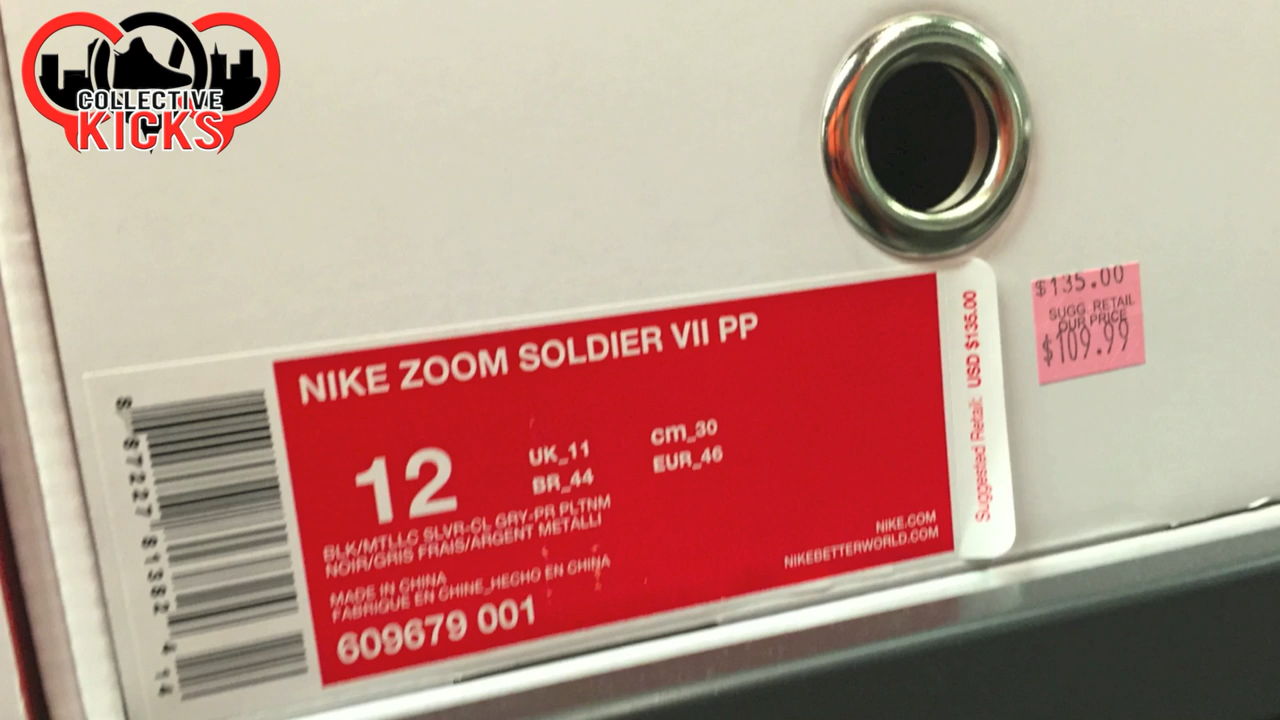 COLLECTIVE
KICKS
NIKE ZOOM SOLDIER VII PP
12
UK_11
cm_30
BR_44
EUR_46
BLK/MTLLC SLVR-CL GRY-PR PLTNM
NOIR/GRIS FRAIS/ARGENT METALLI
MADE IN CHINA
FABRIQUE EN CHINE_HECHO EN CHINA
609679 001
NIKE.COM
NIKEBETTERWORLD.COM
Suggested Retail: USD $135.00
$135.00
SUGG. RETAIL
OUR PRICE
$109.99